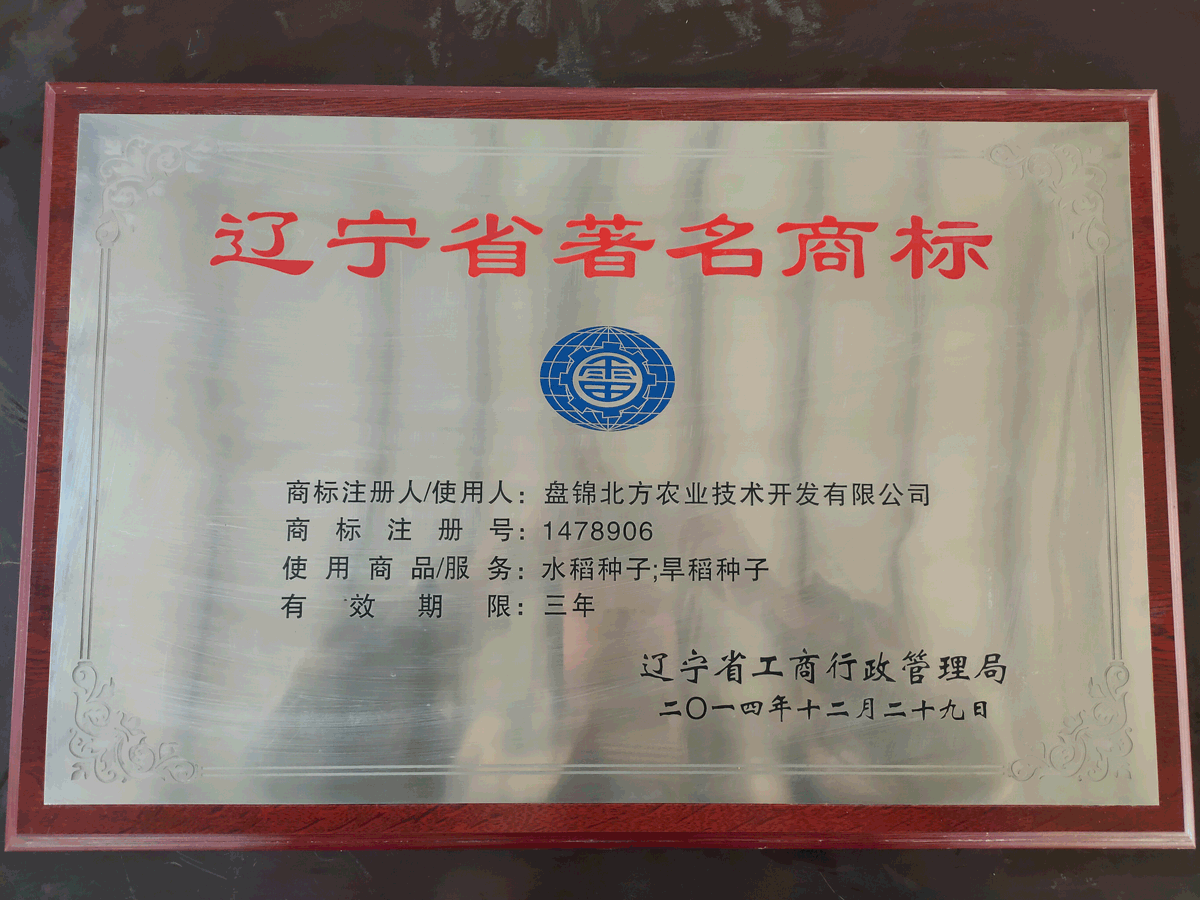 辽宁省著名商标
商标注册人/使用人：盘锦北方农业技术开发有限公司
商标注册号：1478906
使用商品/服务：水稻种子;旱稻种子
有效期限：三年
辽宁省工商行政管理局
二〇一四年十二月二十九日